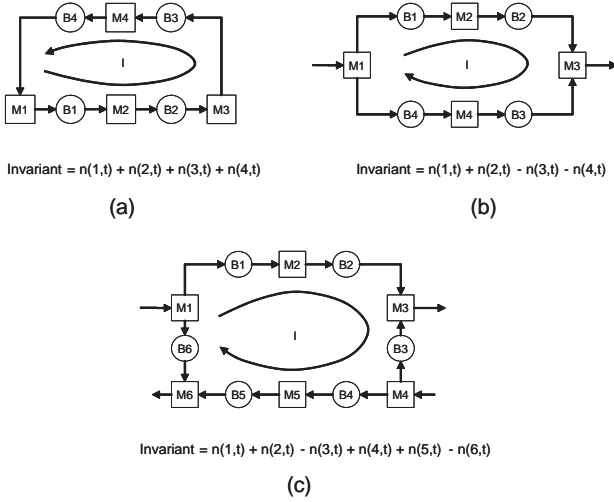 B4 M4 B3
I
M1 B1 M2 B2 M3
Invariant = n(1,t) + n(2,t) + n(3,t) + n(4,t)
(a)
B1 M2 B2
M1 I M3
B4 M4 B3
Invariant = n(1,t) + n(2,t) - n(3,t) - n(4,t)
(b)
B1 M2 B2
M1 M3
I
B6 B3
M6 B5 M5 B4 M4
Invariant = n(1,t) + n(2,t) - n(3,t) + n(4,t) + n(5,t) - n(6,t)
(c)